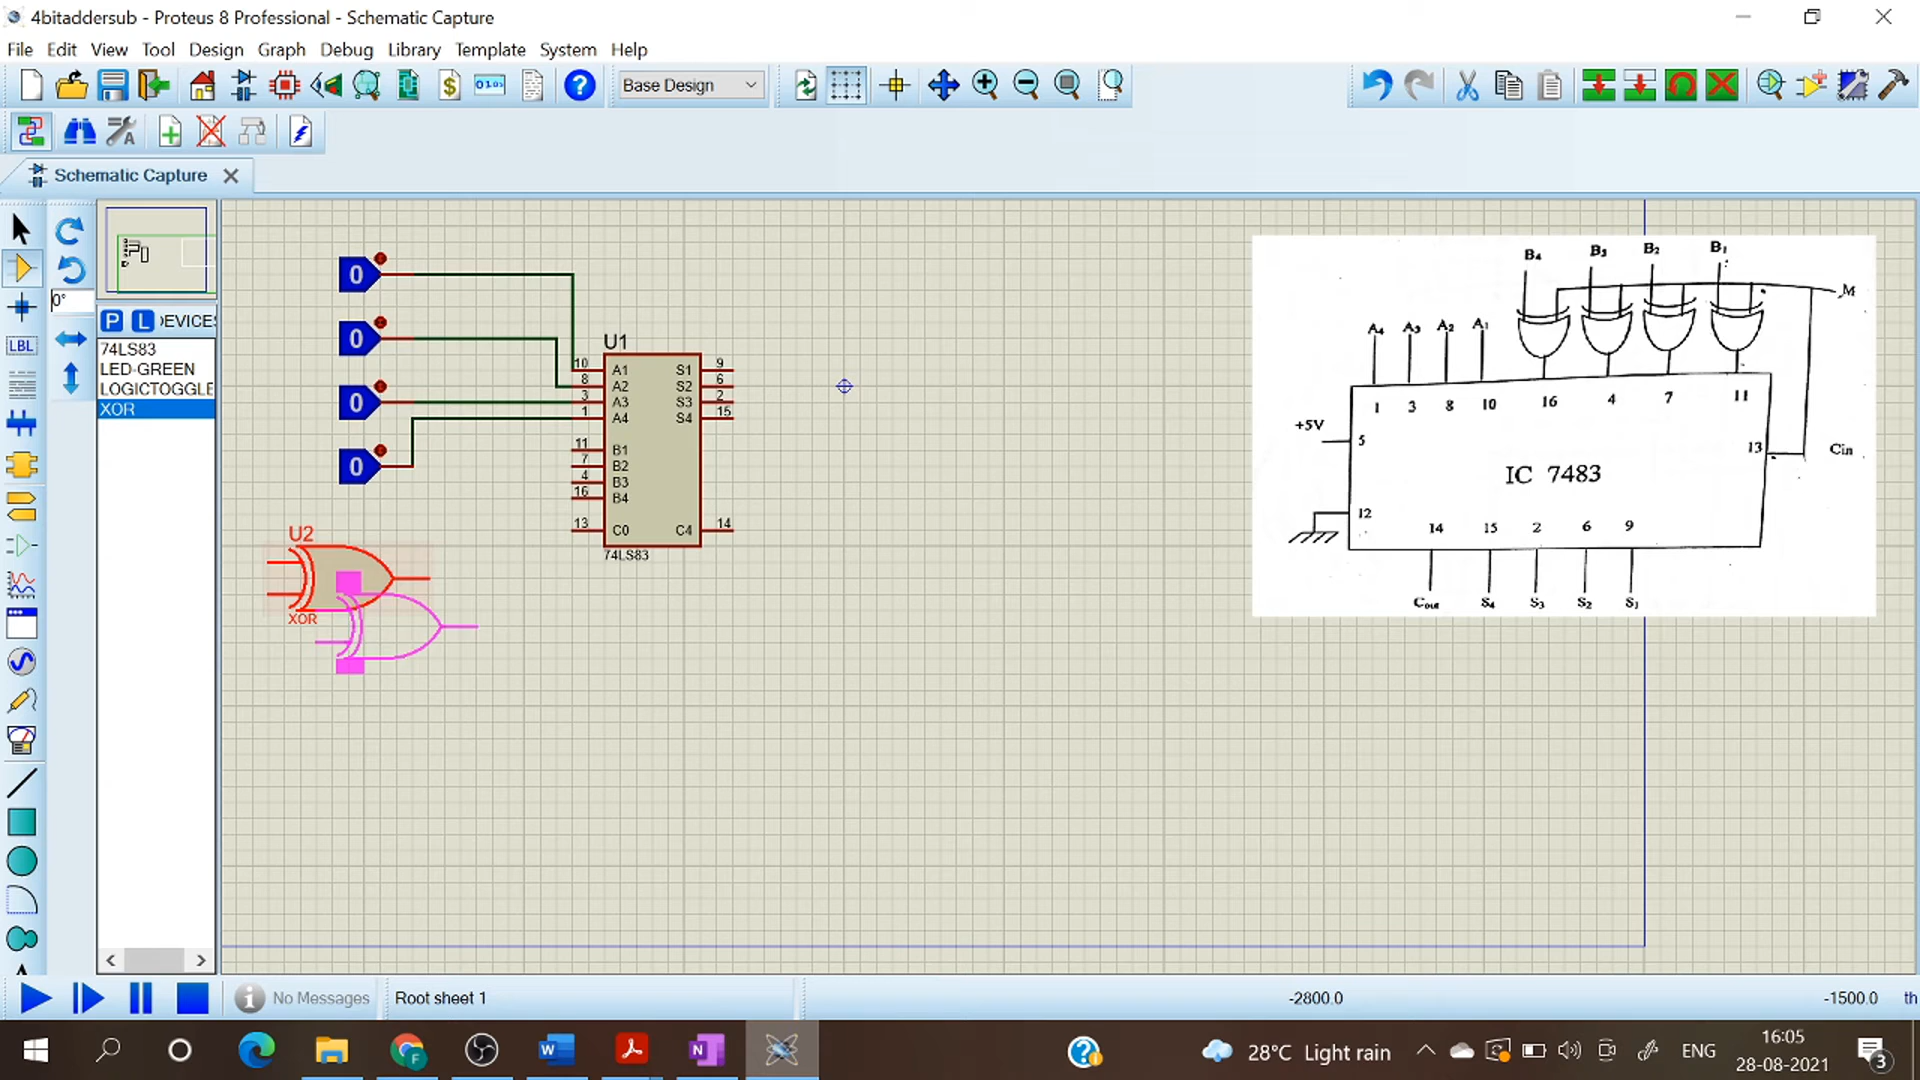 4bitaddersub - Proteus 8 Professional - Schematic Capture
File Edit View Tool Design Graph Debug Library Template System Help
Base Design
Schematic Capture
0°
P L DEVICES
74LS83
LED-GREEN
LOGICTOGGLE
XOR
LBL
0
0
0
0
U1
10 A1 S1 9
8 A2 S2 6
3 A3 S3 2
1 A4 S4 15
11 B1
7 B2
4 B3
16 B4
13 C0 C4 14
74LS83
U2
XOR
B4 B3 B2 B1
M
A4 A3 A2 A1
1 3 8 10 16 4 7 11
+5V 5 13 Cin
IC 7483
12
14 15 2 6 9
Cout S4 S3 S2 S1
No Messages
Root sheet 1
-2800.0
-1500.0
th
28°C Light rain
ENG
16:05
28-08-2021
3